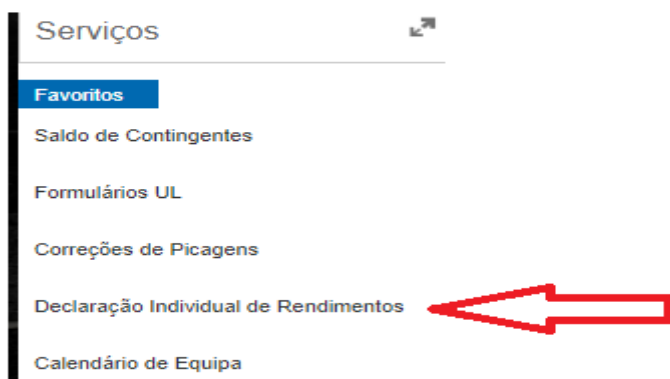 Serviços
Favoritos
Saldo de Contingentes
Formulários UL
Correções de Picagens
Declaração Individual de Rendimentos
Calendário de Equipa